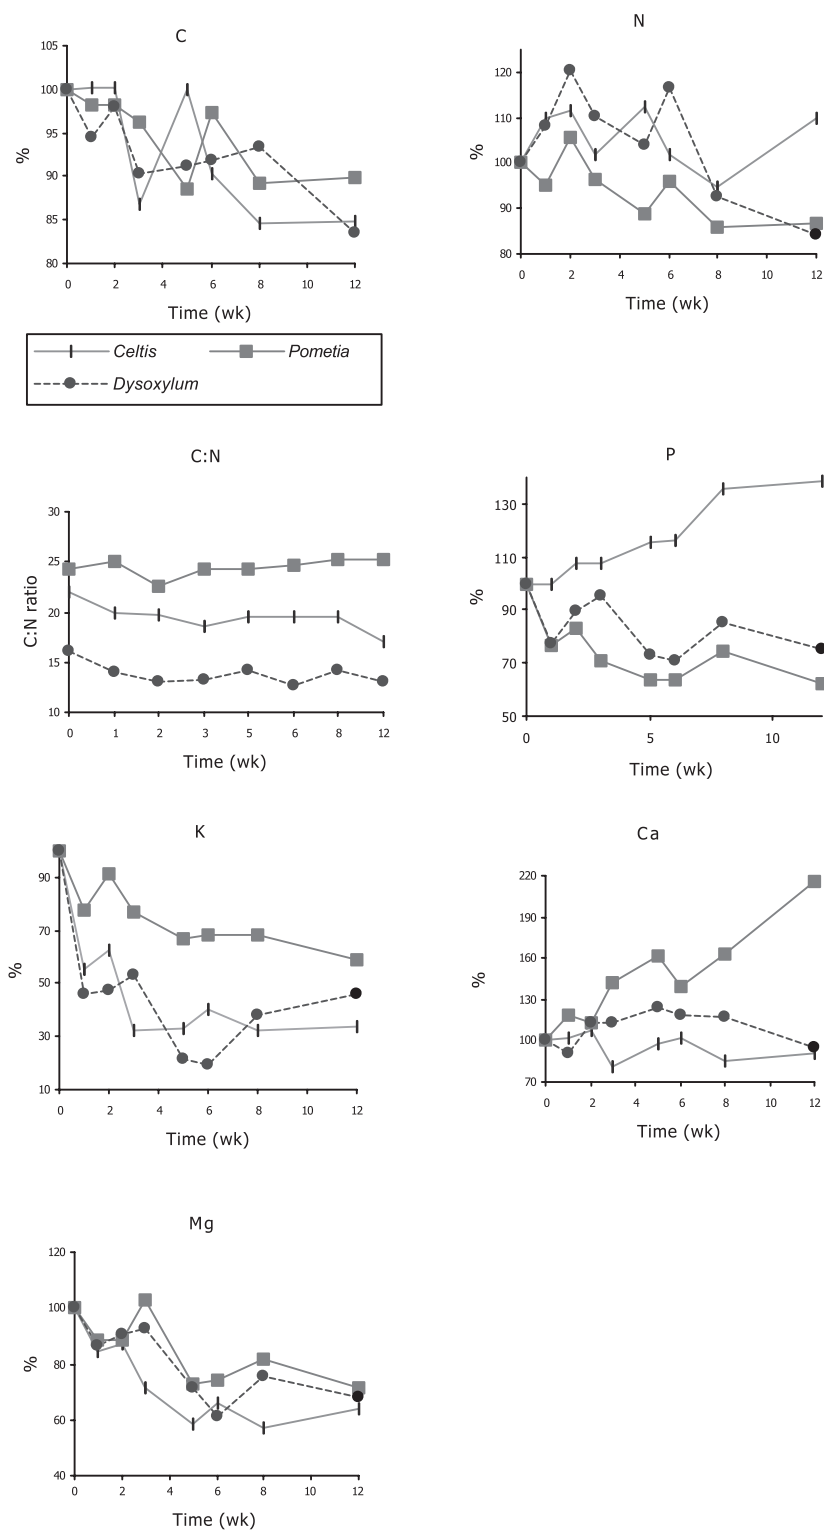 C
105
100
95
90
85
80
%
0 2 4 6 8 10 12
Time (wk)
N
120
110
100
90
80
%
0 2 4 6 8 10 12
Time (wk)
Celtis
Pometia
Dysoxylum
C:N
30
25
20
15
10
C:N ratio
0 1 2 3 5 6 8 12
Time (wk)
P
130
110
90
70
50
%
0 5 10
Time (wk)
K
90
70
50
30
10
%
0 2 4 6 8 10 12
Time (wk)
Ca
220
190
160
130
100
70
%
0 2 4 6 8 10 12
Time (wk)
Mg
120
100
80
60
40
%
0 2 4 6 8 10 12
Time (wk)